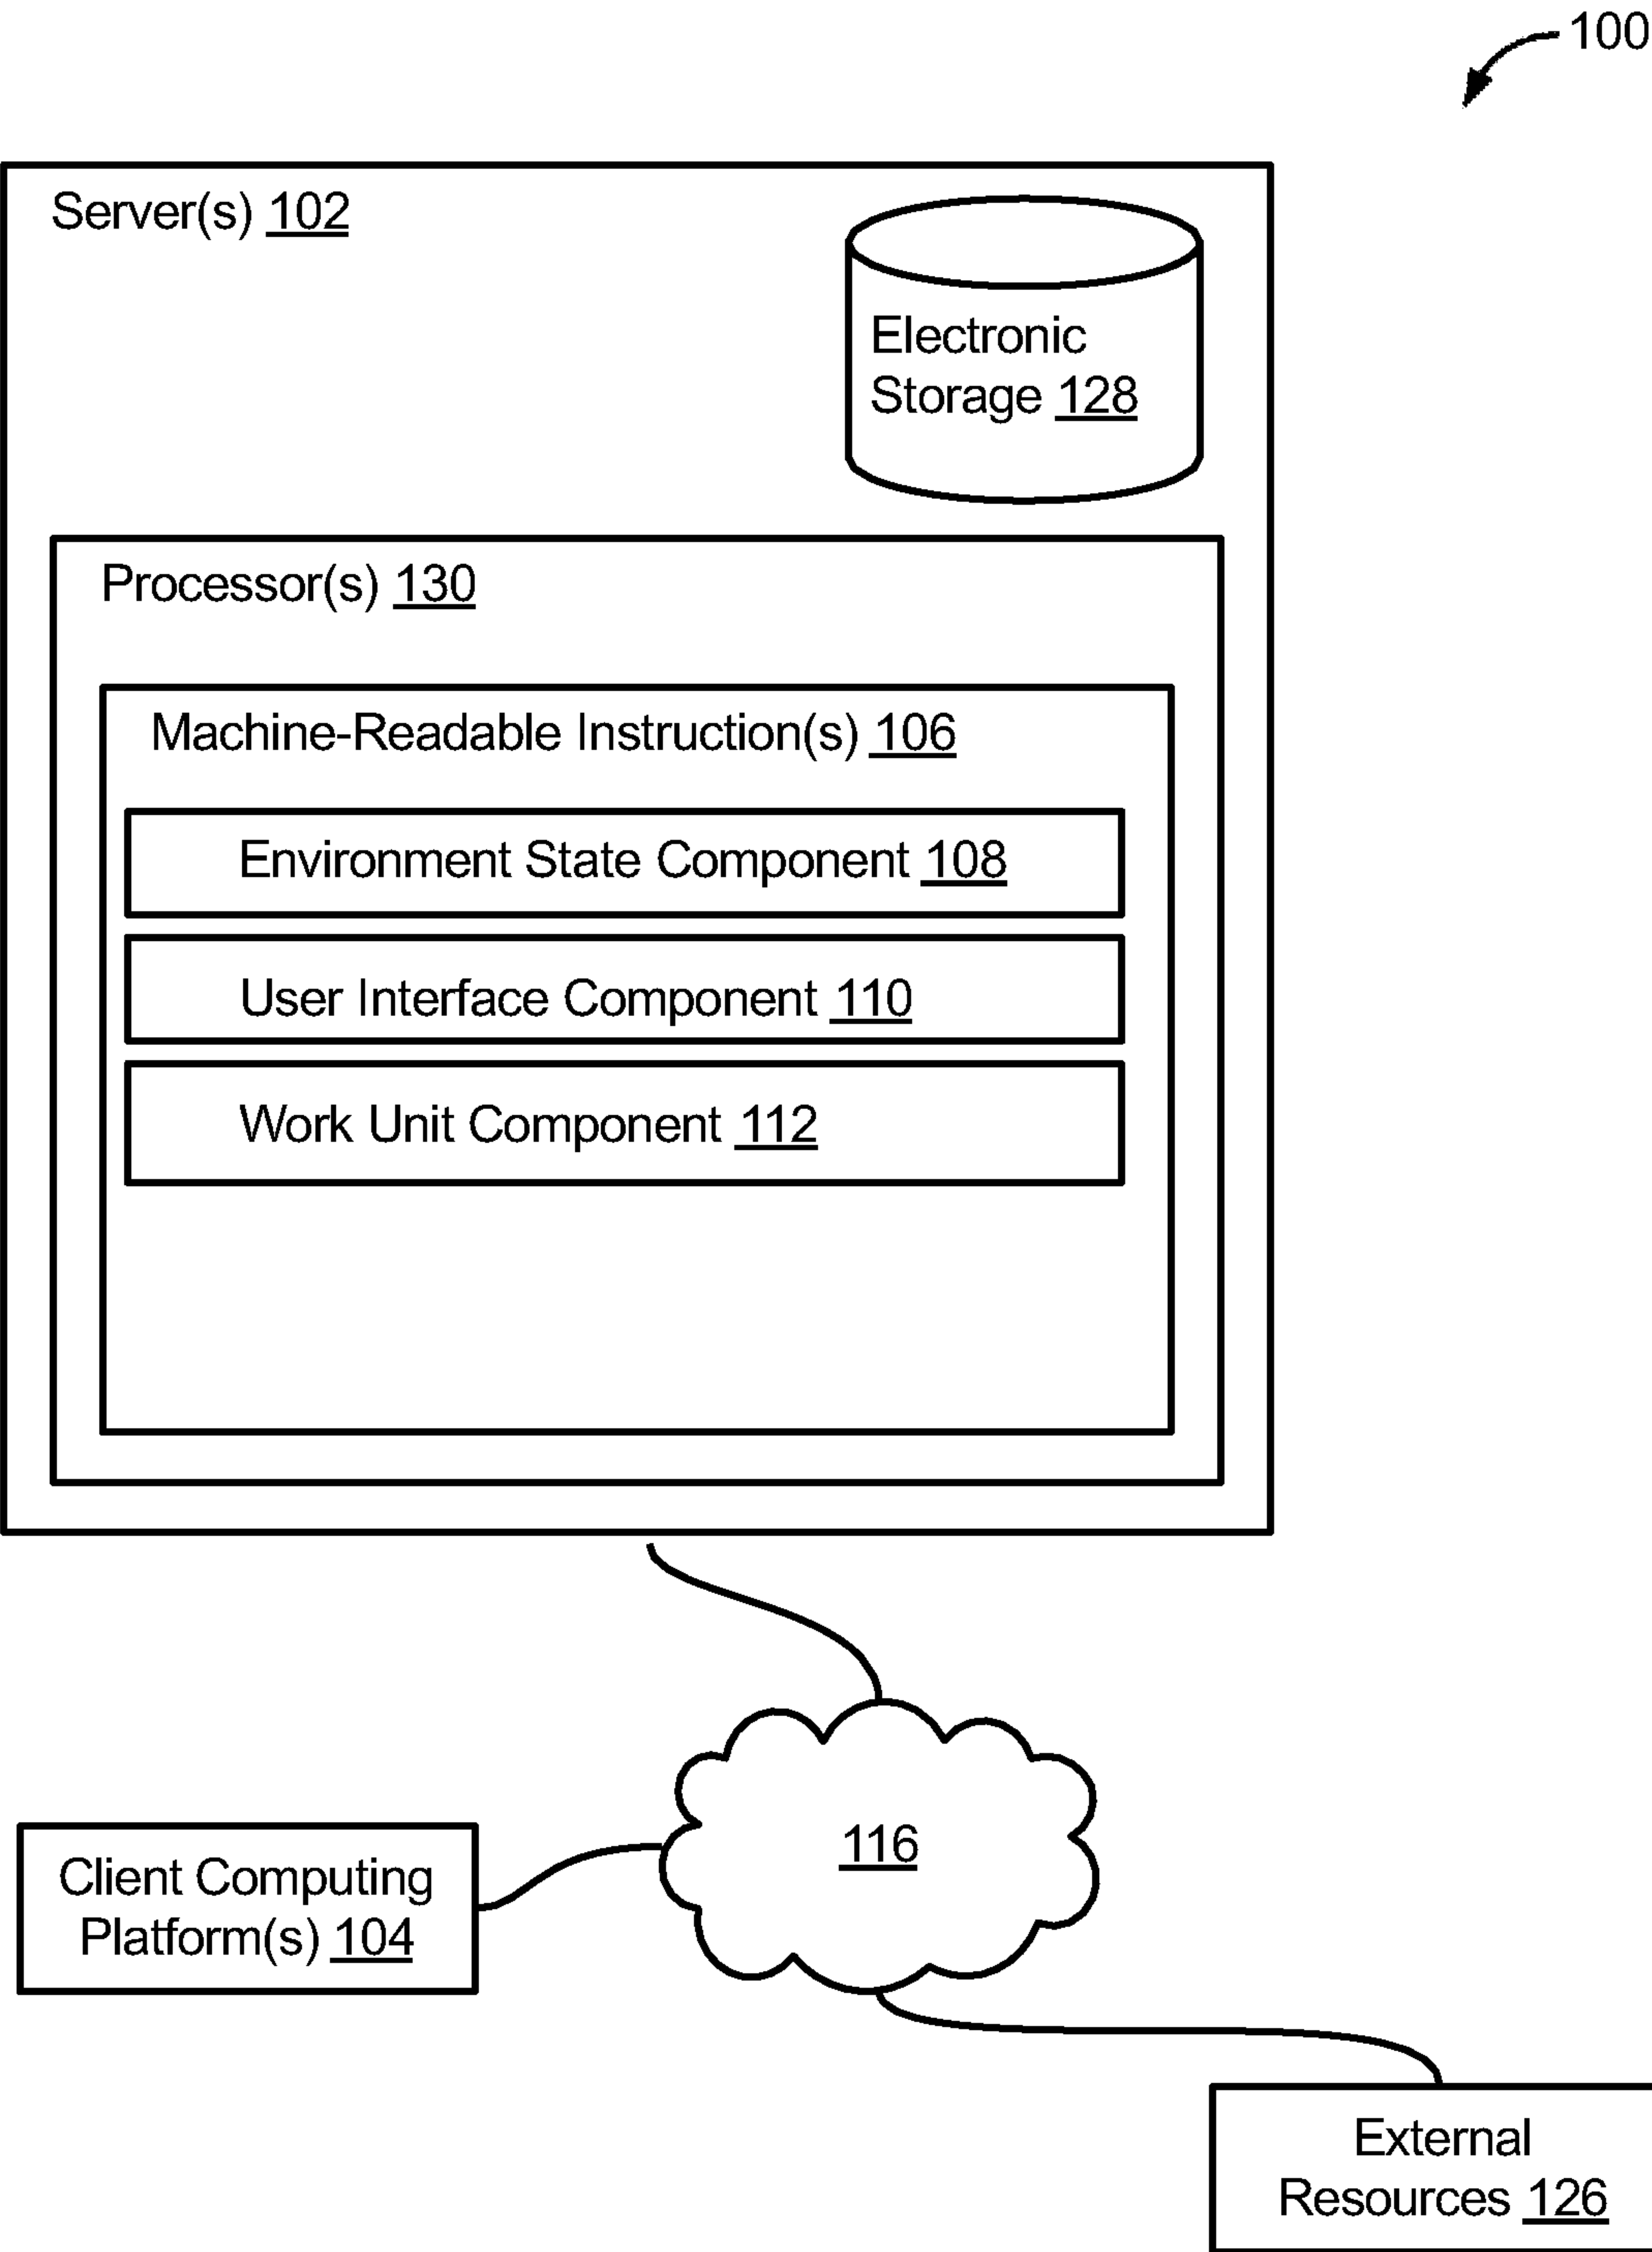 100
Server(s) 102
Electronic
Storage 128
Processor(s) 130
Machine-Readable Instruction(s) 106
Environment State Component 108
User Interface Component 110
Work Unit Component 112
116
Client Computing
Platform(s) 104
External
Resources 126